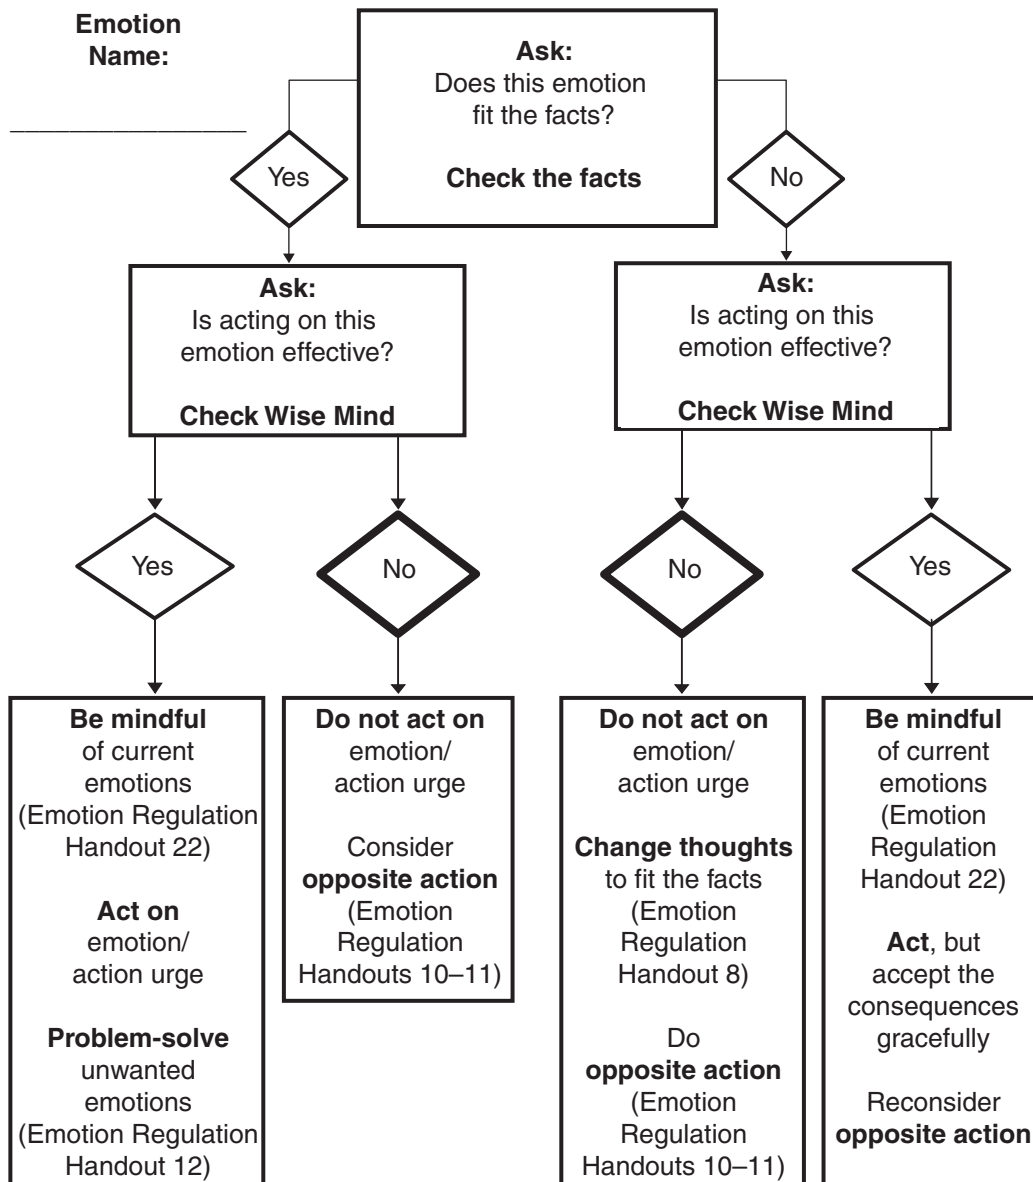 Emotion
Name:
Ask:
Does this emotion
fit the facts?
Check the facts
Yes
No
Ask:
Is acting on this
emotion effective?
Check Wise Mind
Ask:
Is acting on this
emotion effective?
Check Wise Mind
Yes
No
No
Yes
Be mindful
of current
emotions
(Emotion Regulation
Handout 22)
Act on
emotion/
action urge
Problem-solve
unwanted
emotions
(Emotion Regulation
Handout 12)
Do not act on
emotion/
action urge
Consider
opposite action
(Emotion
Regulation
Handouts 10–11)
Do not act on
emotion/
action urge
Change thoughts
to fit the facts
(Emotion
Regulation
Handout 8)
Do
opposite action
(Emotion
Regulation
Handouts 10–11)
Be mindful
of current
emotions
(Emotion
Regulation
Handout 22)
Act, but
accept the
consequences
gracefully
Reconsider
opposite action